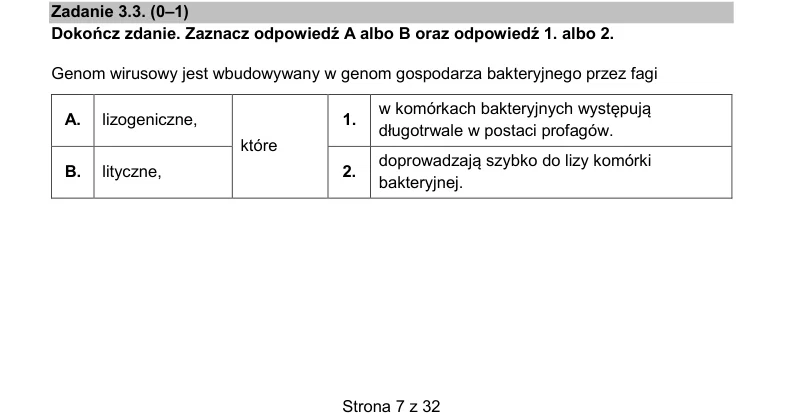 Zadanie 3.3. (0–1)
Dokończ zdanie. Zaznacz odpowiedź A albo B oraz odpowiedź 1. albo 2.
Genom wirusowy jest wbudowywany w genom gospodarza bakteryjnego przez fagi
A. lizogeniczne,
B. lityczne,
które
1. w komórkach bakteryjnych występują
długotrwale w postaci profagów.
2. doprowadzają szybko do lizy komórki
bakteryjnej.
Strona 7 z 32